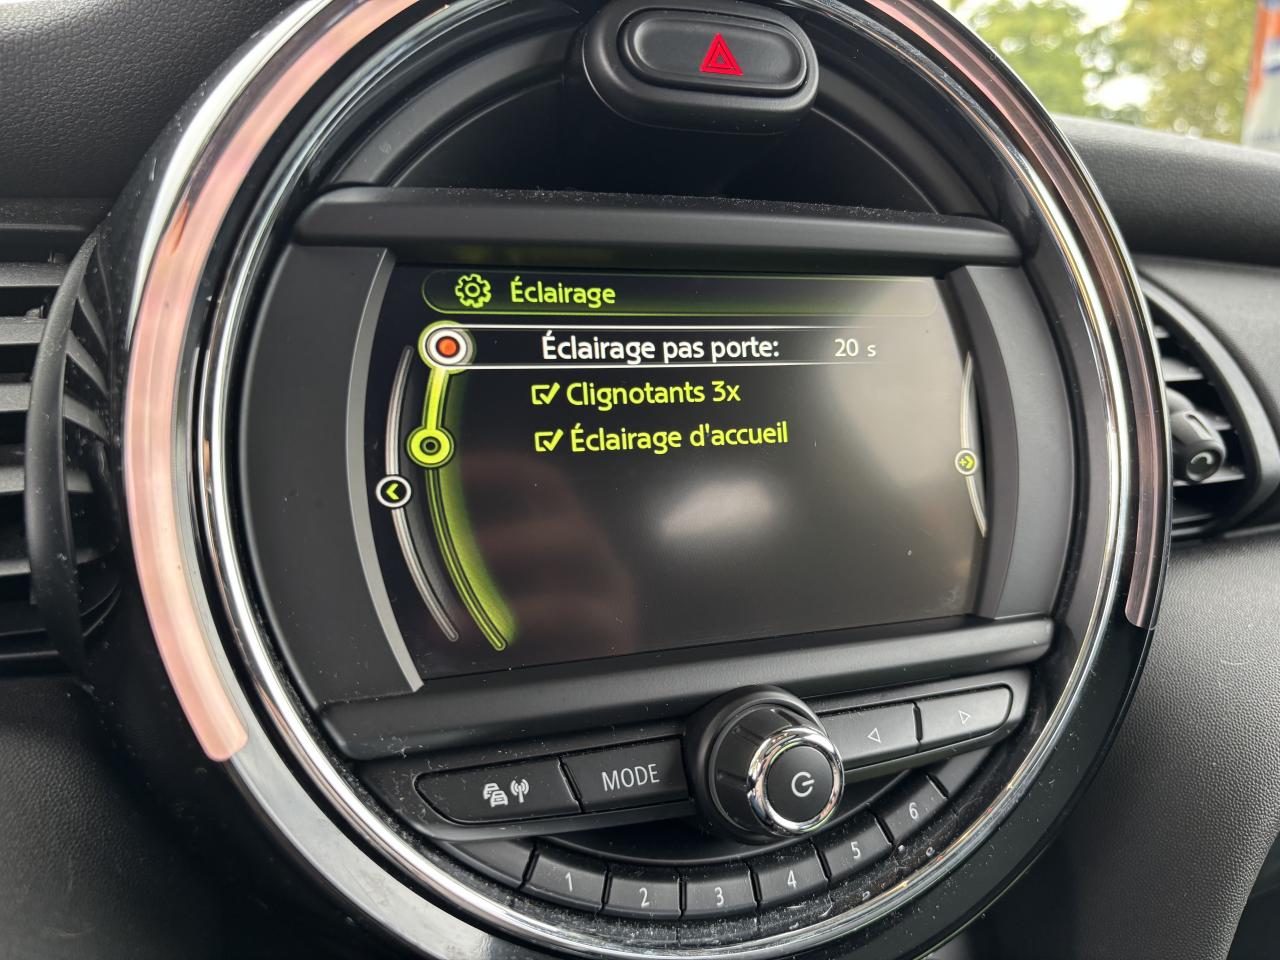 Éclairage
Éclairage pas porte: 20 s
Clignotants 3x
Éclairage d'accueil
MODE
1 2 3 4 5 6